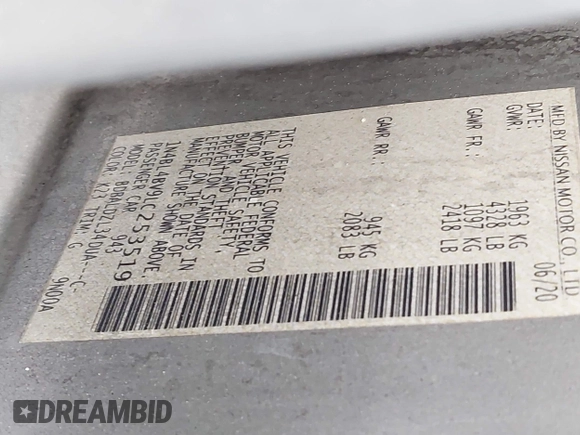 MFD BY NISSAN MOTOR CO., LTD
DATE: 06/20
GVWR: 1963 KG
4328 LB
GAWR FR: 1097 KG
2418 LB
GAWR RR: 945 KG
2083 LB
THIS VEHICLE CONFORMS TO
ALL APPLICABLE FEDERAL
MOTOR VEHICLE SAFETY,
BUMPER AND THEFT
PREVENTION STANDARDS IN
EFFECT ON THE DATE OF
MANUFACTURE SHOWN ABOVE.
1N4BL4BV9LC253519
PASSENGER CAR 943
COLOR: K23 TRIM: G 9N00A
DREAMBID